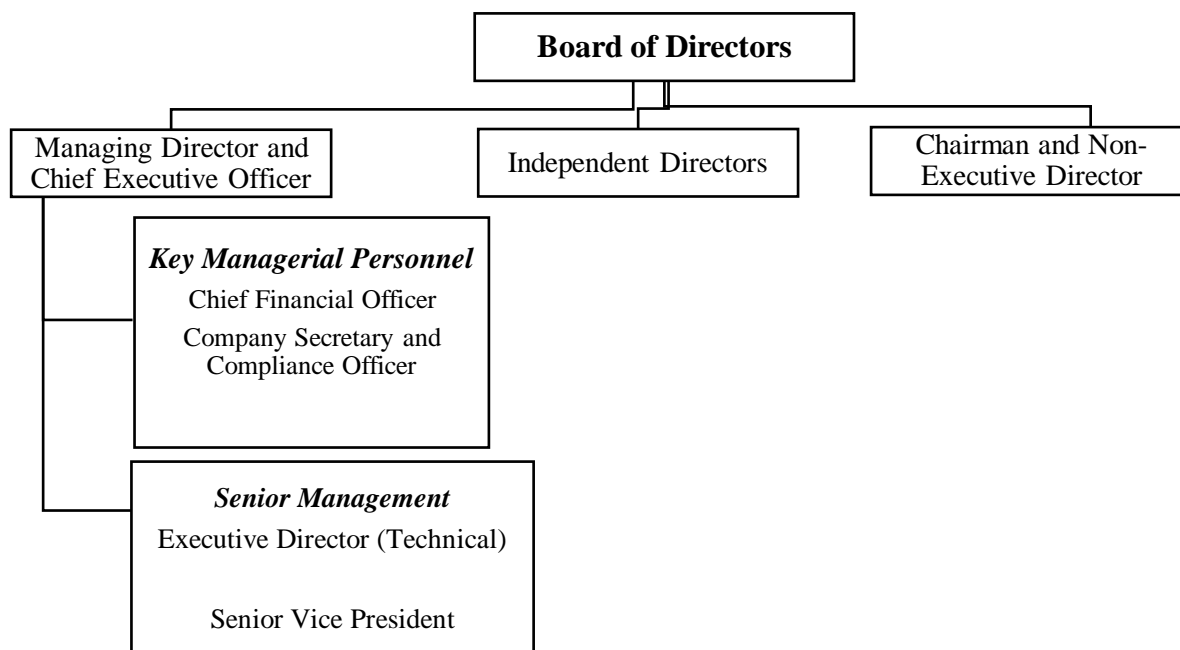 Board of Directors
Managing Director and
Chief Executive Officer
Independent Directors
Chairman and Non-
Executive Director
Key Managerial Personnel
Chief Financial Officer
Company Secretary and
Compliance Officer
Senior Management
Executive Director (Technical)
Senior Vice President